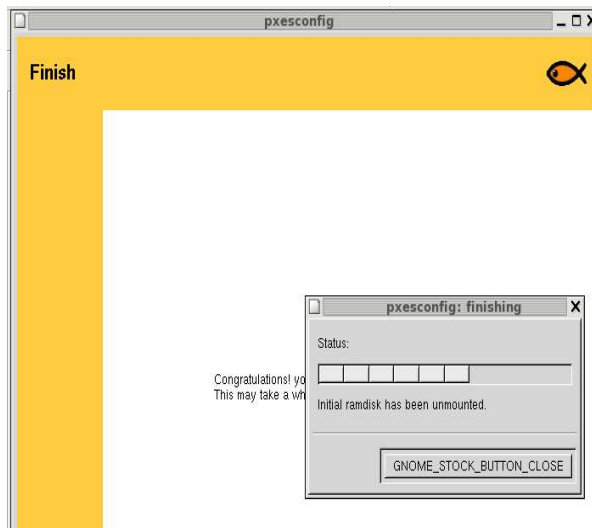 pxesconfig
Finish
pxesconfig: finishing
Status:
Congratulations! yo
This may take a wh
Initial ramdisk has been unmounted.
GNOME_STOCK_BUTTON_CLOSE